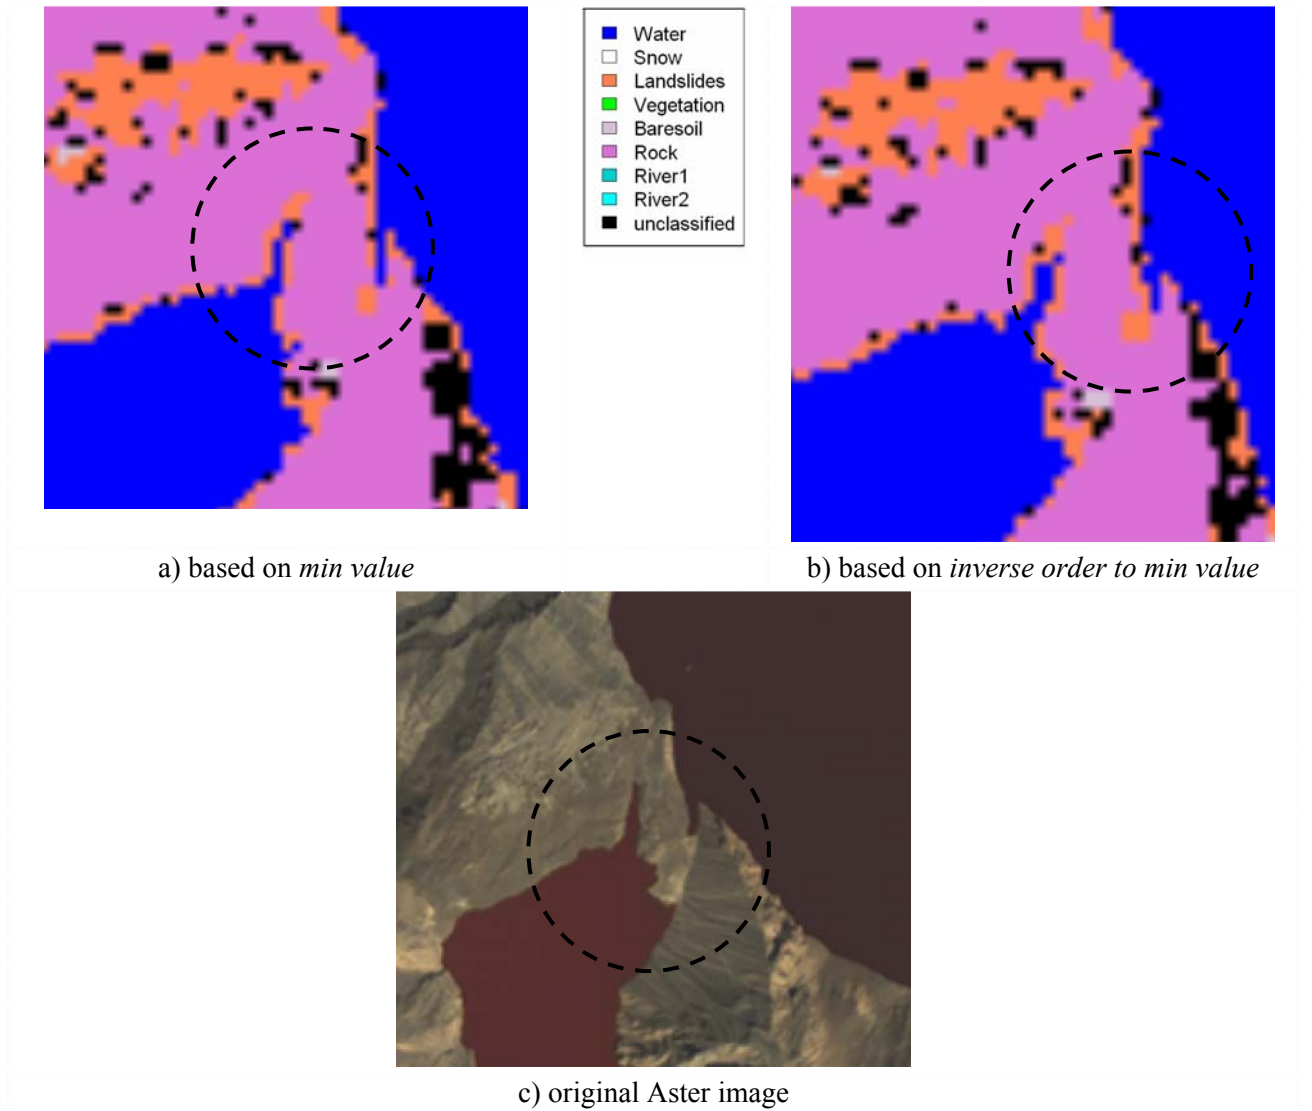 Water
Snow
Landslides
Vegetation
Baresoil
Rock
River1
River2
unclassified
a) based on min value
b) based on inverse order to min value
c) original Aster image